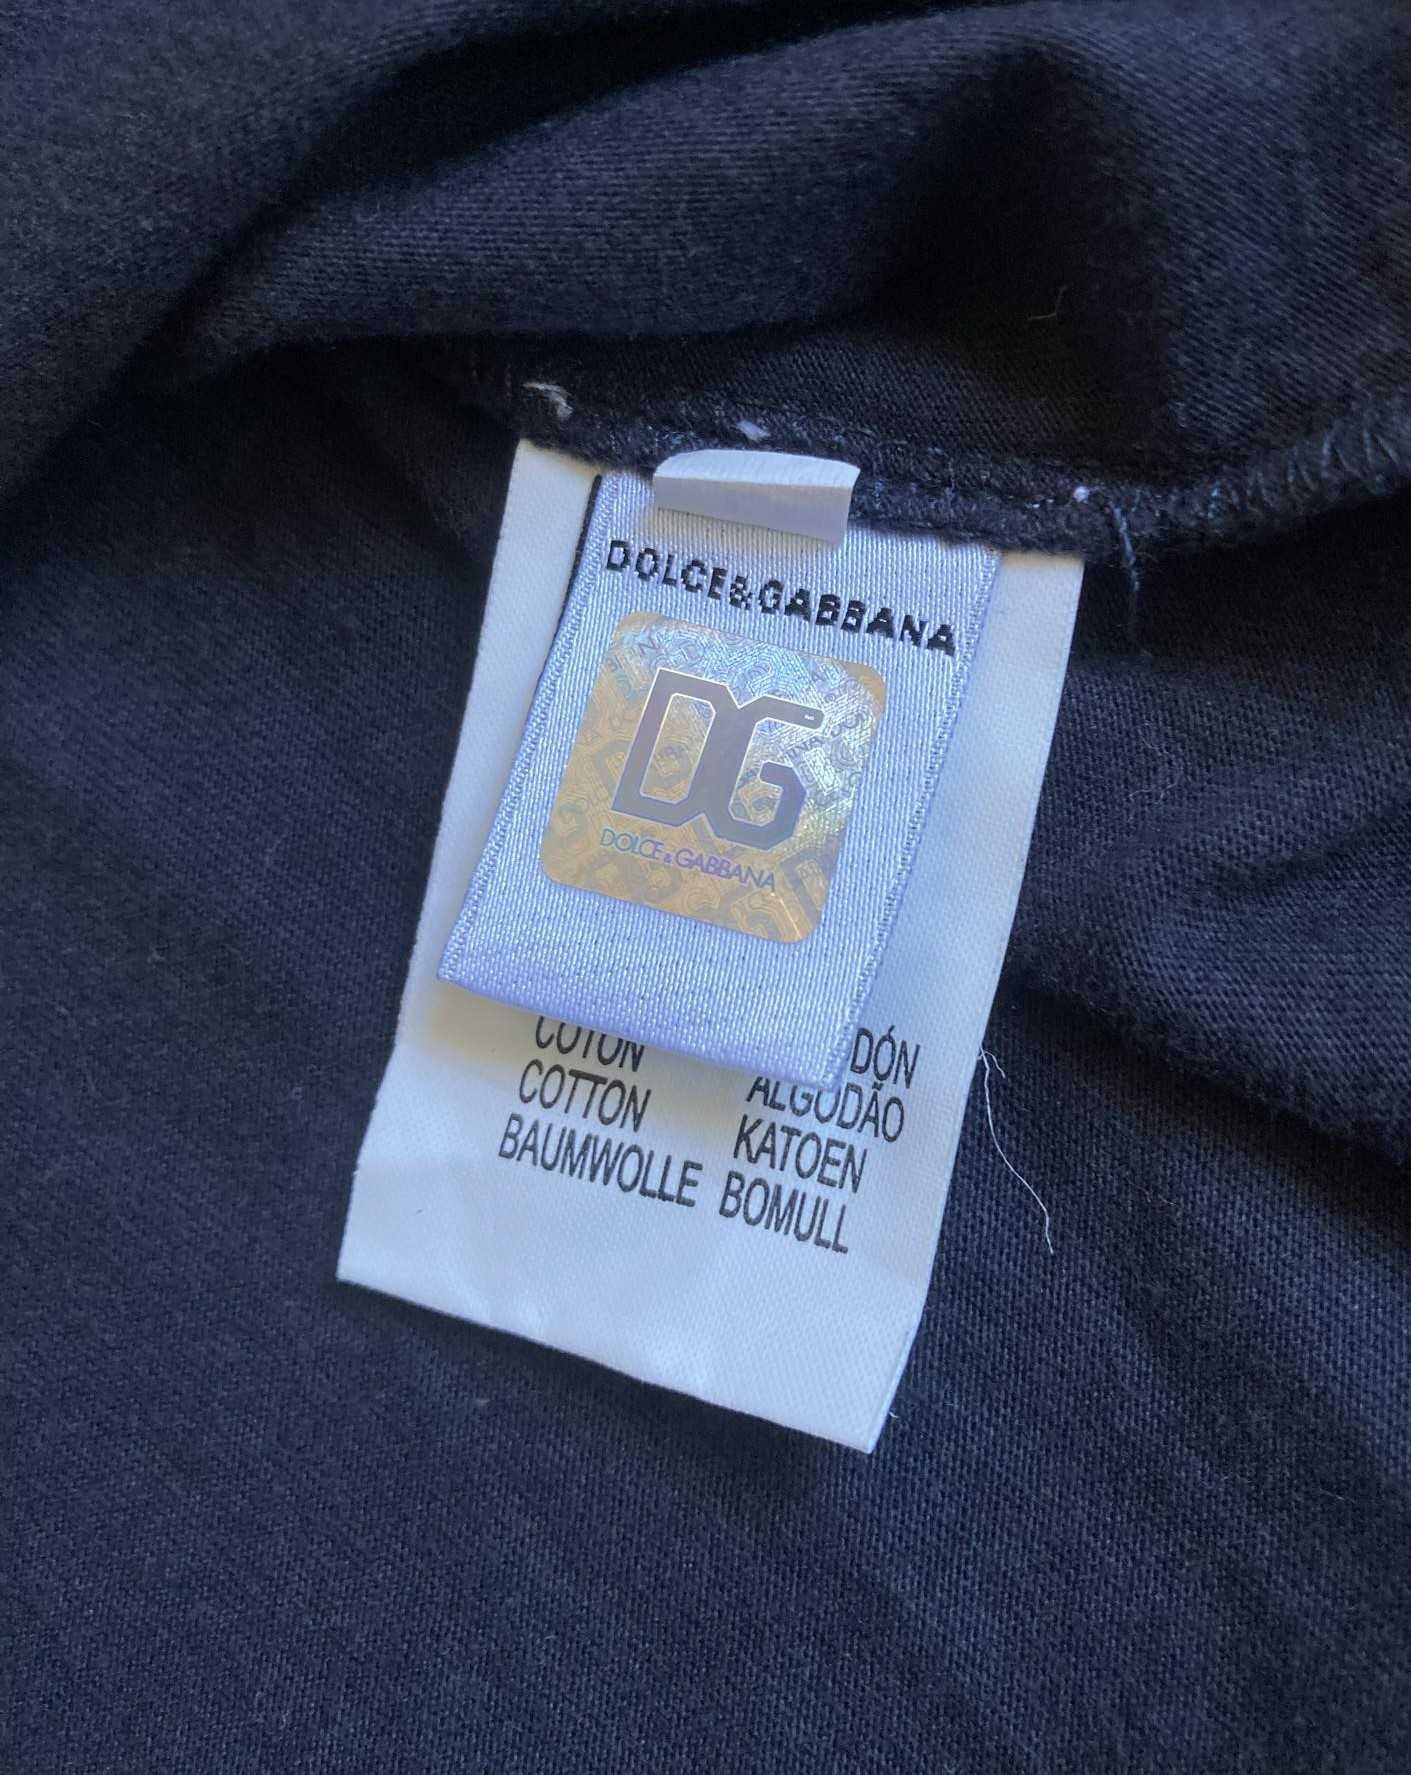 DOLCE&GABBANA
DG
DOLCE&GABBANA
COTON
COTTON ALGODÃO
BAUMWOLLE KATOEN
BOMULL